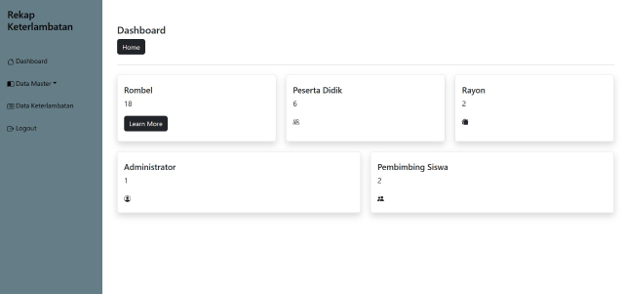 Rekap
Keterlambatan
Dashboard
Data Master
Data Keterlambatan
Logout
Dashboard
Home
Rombel
18
Learn More
Peserta Didik
6
Rayon
2
Administrator
1
Pembimbing Siswa
2